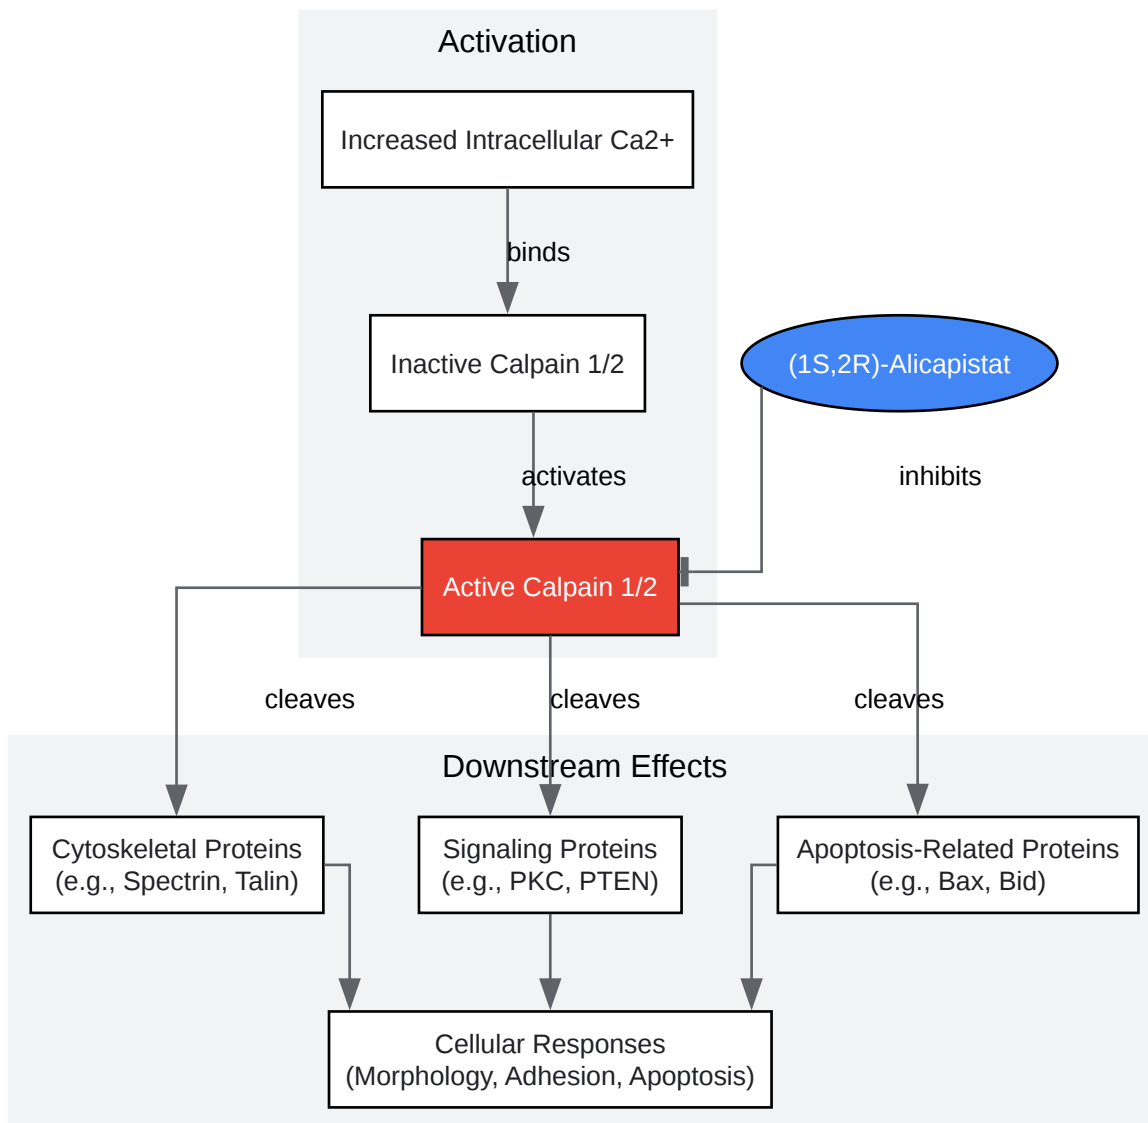 Activation
Increased Intracellular Ca2+
binds
Inactive Calpain 1/2
(1S,2R)-Alicapistat
activates
inhibits
Active Calpain 1/2
cleaves
cleaves
cleaves
Downstream Effects
Cytoskeletal Proteins
(e.g., Spectrin, Talin)
Signaling Proteins
(e.g., PKC, PTEN)
Apoptosis-Related Proteins
(e.g., Bax, Bid)
Cellular Responses
(Morphology, Adhesion, Apoptosis)